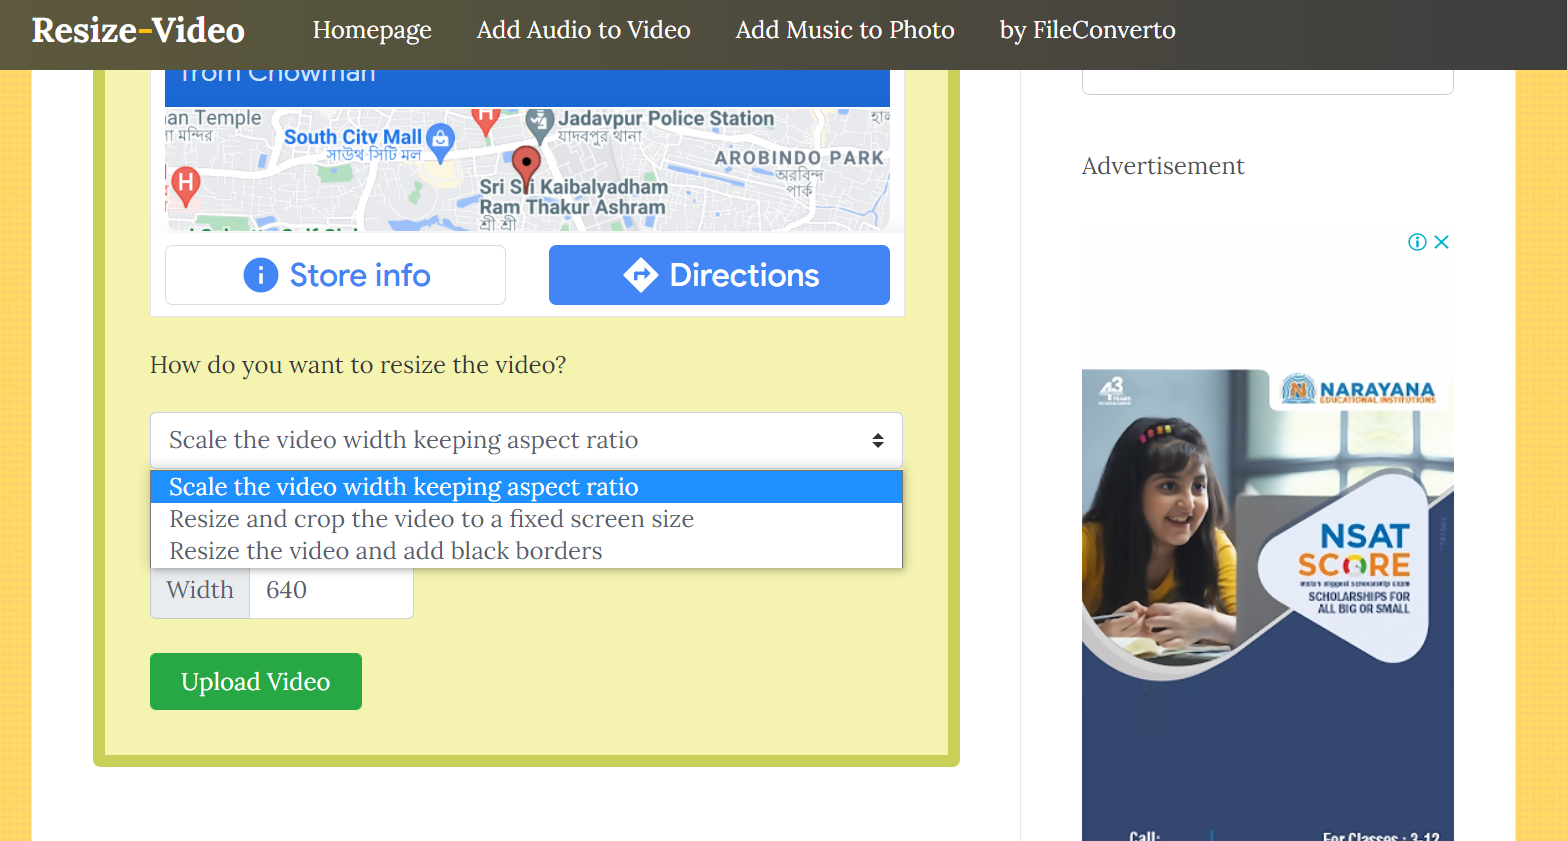 Resize-Video
Homepage
Add Audio to Video
Add Music to Photo
by FileConverto
from Chowman
an Temple
South City Mall
সাউথ সিটি মল
Jadavpur Police Station
যাদবপুর থানা
AROBINDO PARK
অরবিন্দ
পার্ক
Sri Sri Kaibalyadham
Ram Thakur Ashram
শ্রী শ্রী
H
H
Store info
Directions
How do you want to resize the video?
Scale the video width keeping aspect ratio
Scale the video width keeping aspect ratio
Resize and crop the video to a fixed screen size
Resize the video and add black borders
Width
640
Upload Video
Advertisement
43
YEARS
NARAYANA
EDUCATIONAL INSTITUTIONS
NSAT
SCORE
SCHOLARSHIPS FOR
ALL BIG OR SMALL
Call:
For Classes : 3-12